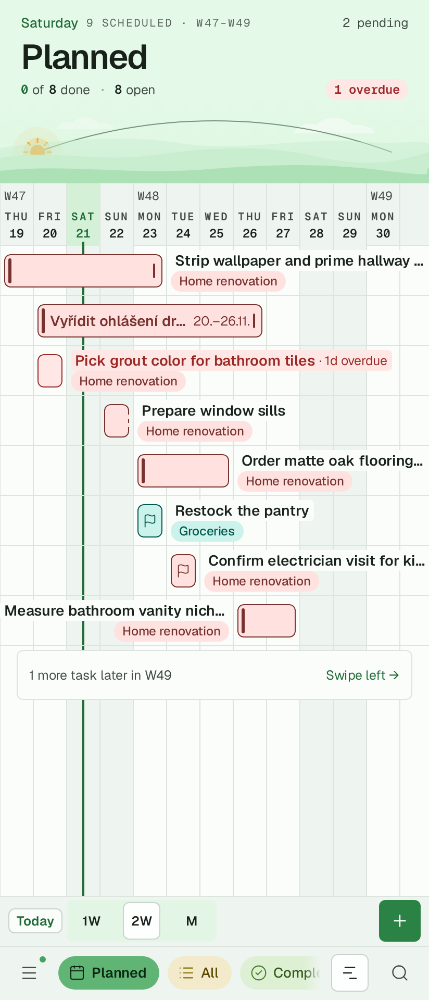 Saturday 9 SCHEDULED · W47–W49 2 pending
Planned
0 of 8 done · 8 open 1 overdue
W47 W48 W49
THU FRI SAT SUN MON TUE WED THU FRI SAT SUN MON
19 20 21 22 23 24 25 26 27 28 29 30
Strip wallpaper and prime hallway …
Home renovation
Vyřídit ohlášení dr… 20.–26.11.
Pick grout color for bathroom tiles · 1d overdue
Home renovation
Prepare window sills
Home renovation
Order matte oak flooring…
Home renovation
Restock the pantry
Groceries
Confirm electrician visit for ki…
Home renovation
Measure bathroom vanity nich…
Home renovation
1 more task later in W49 Swipe left →
Today 1W 2W M +
Planned All Comple